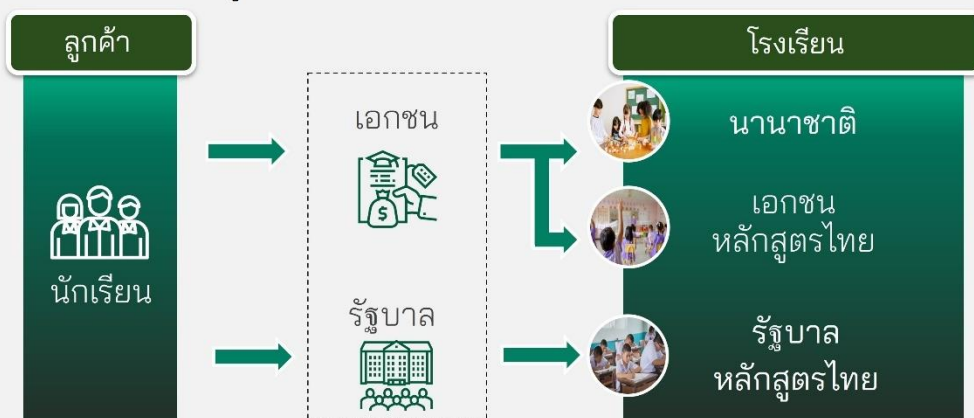 ลูกค้า
โรงเรียน
นักเรียน
เอกชน
$
รัฐบาล
นานาชาติ
เอกชน
หลักสูตรไทย
รัฐบาล
หลักสูตรไทย